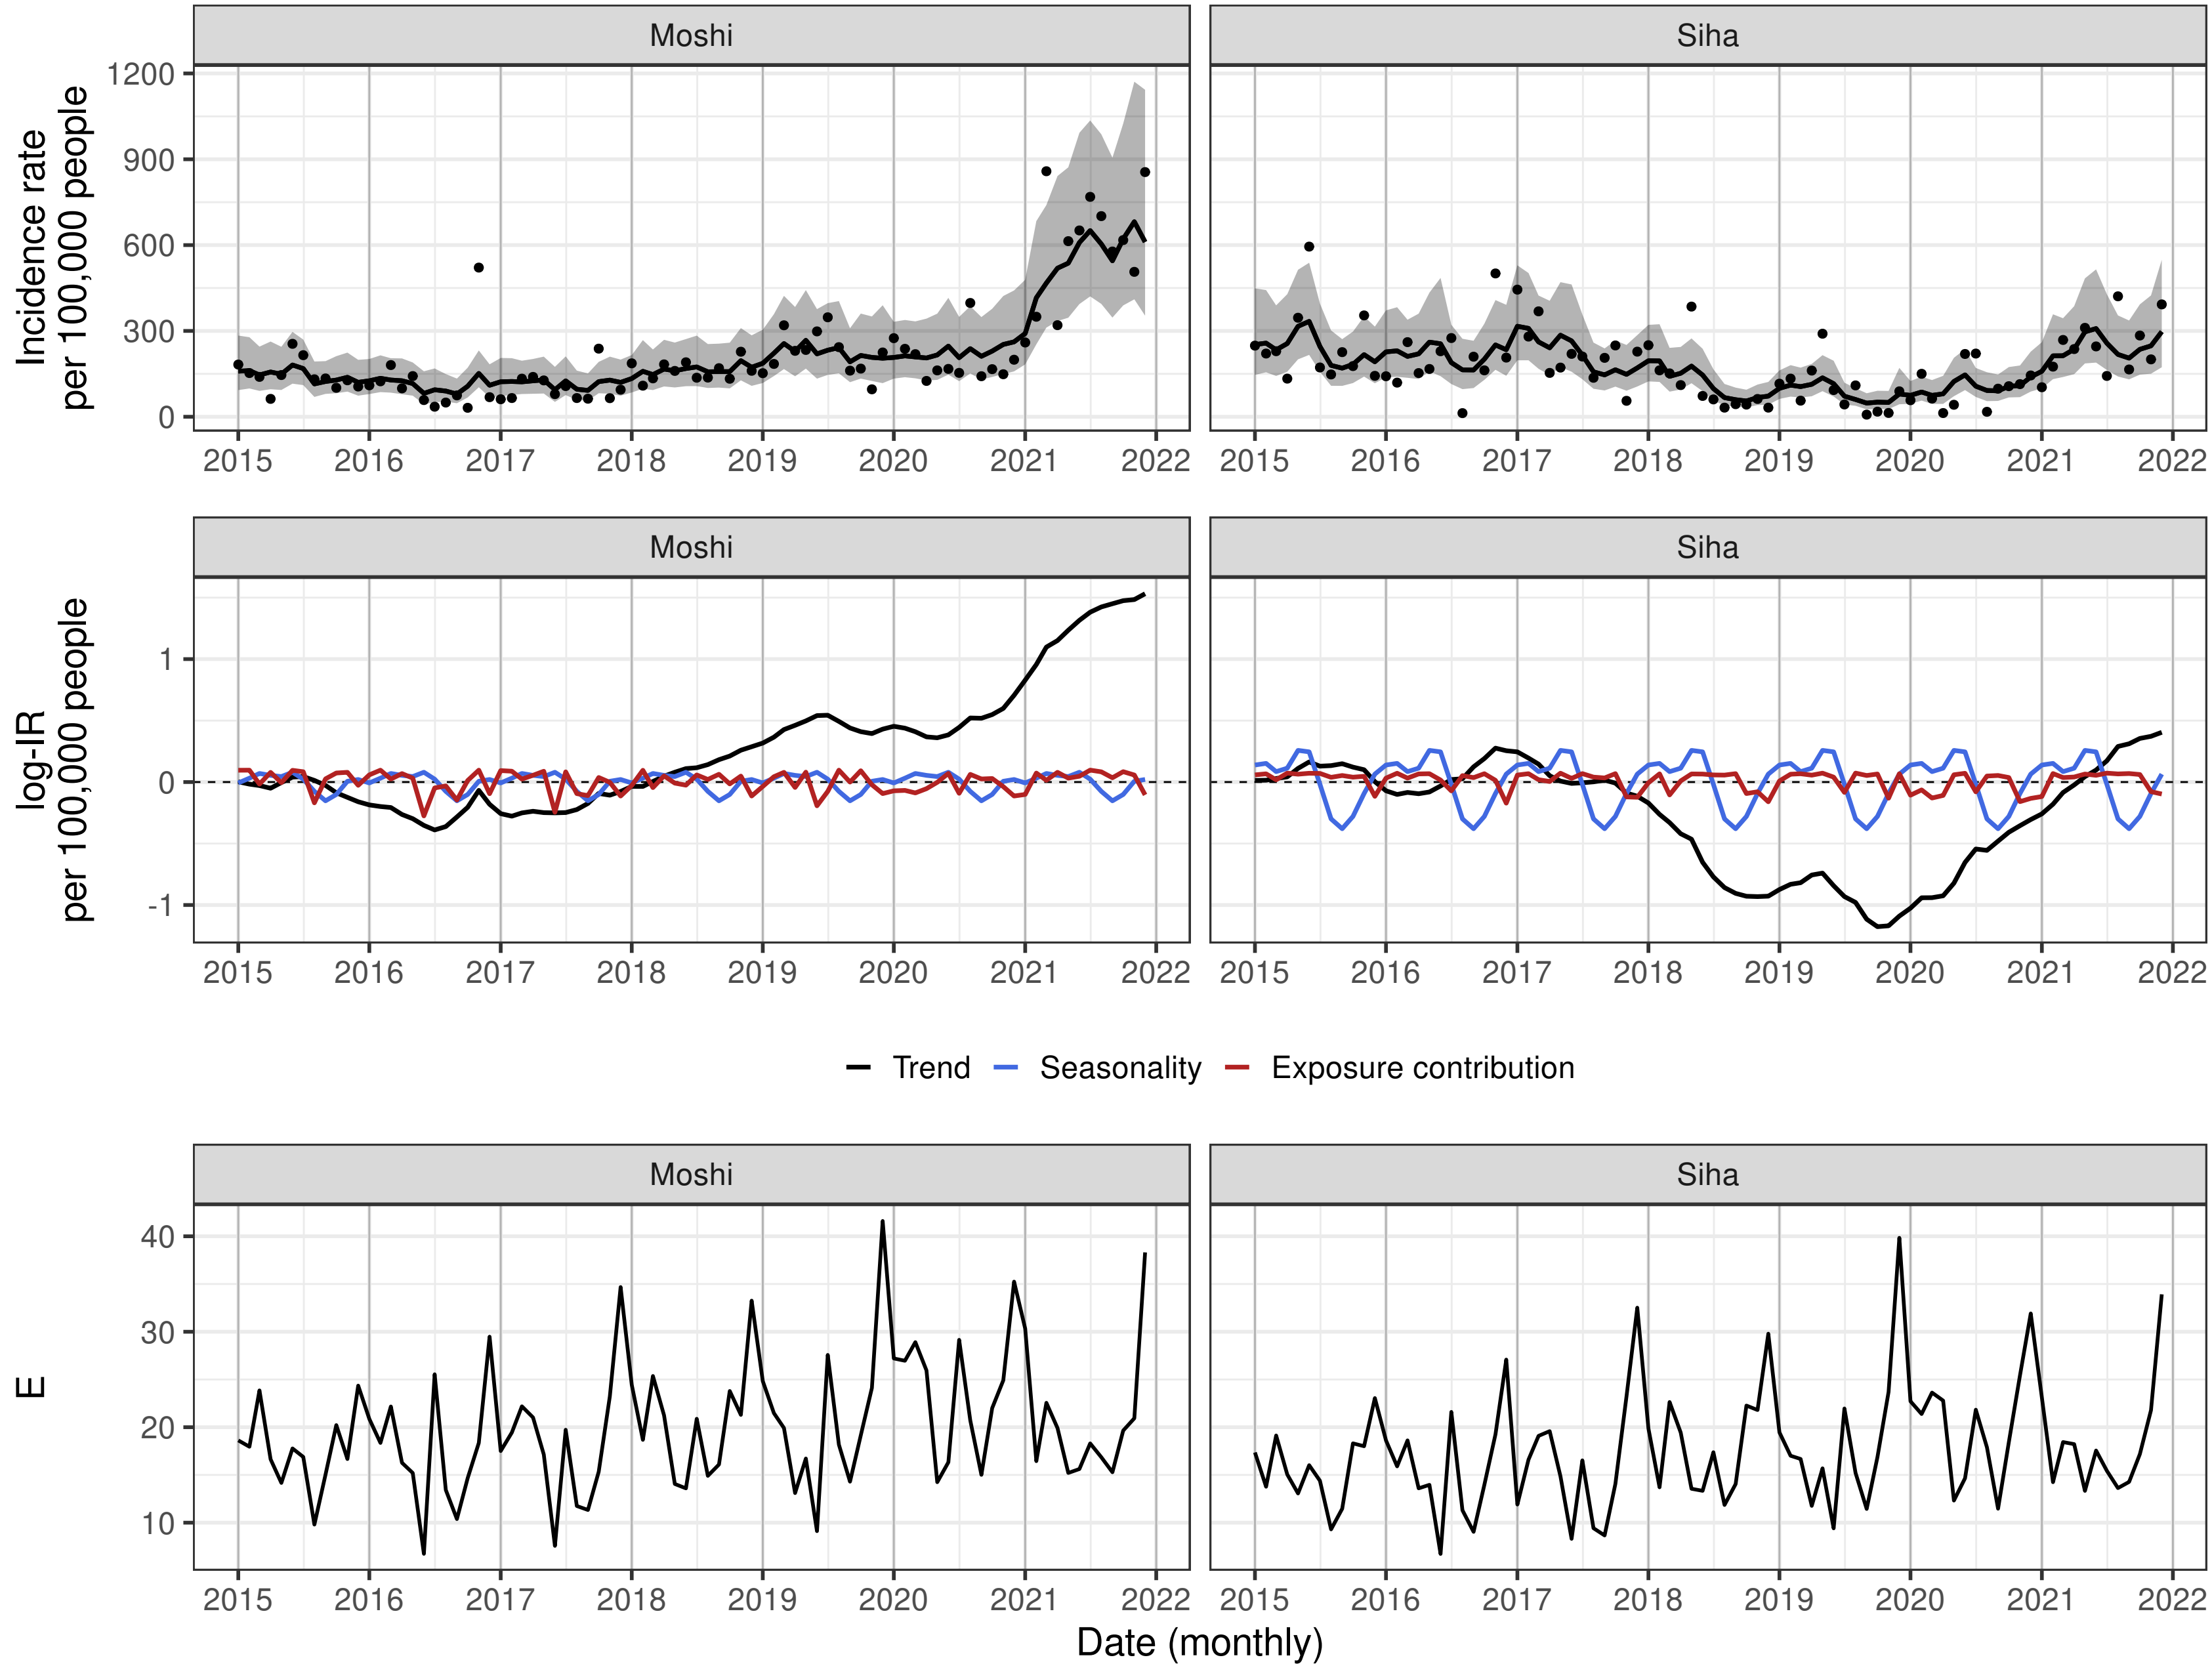 Moshi
Siha
Incidence rate
per 100,000 people
1200
900
600
300
0
2015 2016 2017 2018 2019 2020 2021 2022
2015 2016 2017 2018 2019 2020 2021 2022
Moshi
Siha
log-IR
per 100,000 people
1
0
-1
2015 2016 2017 2018 2019 2020 2021 2022
2015 2016 2017 2018 2019 2020 2021 2022
Trend Seasonality Exposure contribution
Moshi
Siha
E
40
30
20
10
2015 2016 2017 2018 2019 2020 2021 2022
2015 2016 2017 2018 2019 2020 2021 2022
Date (monthly)